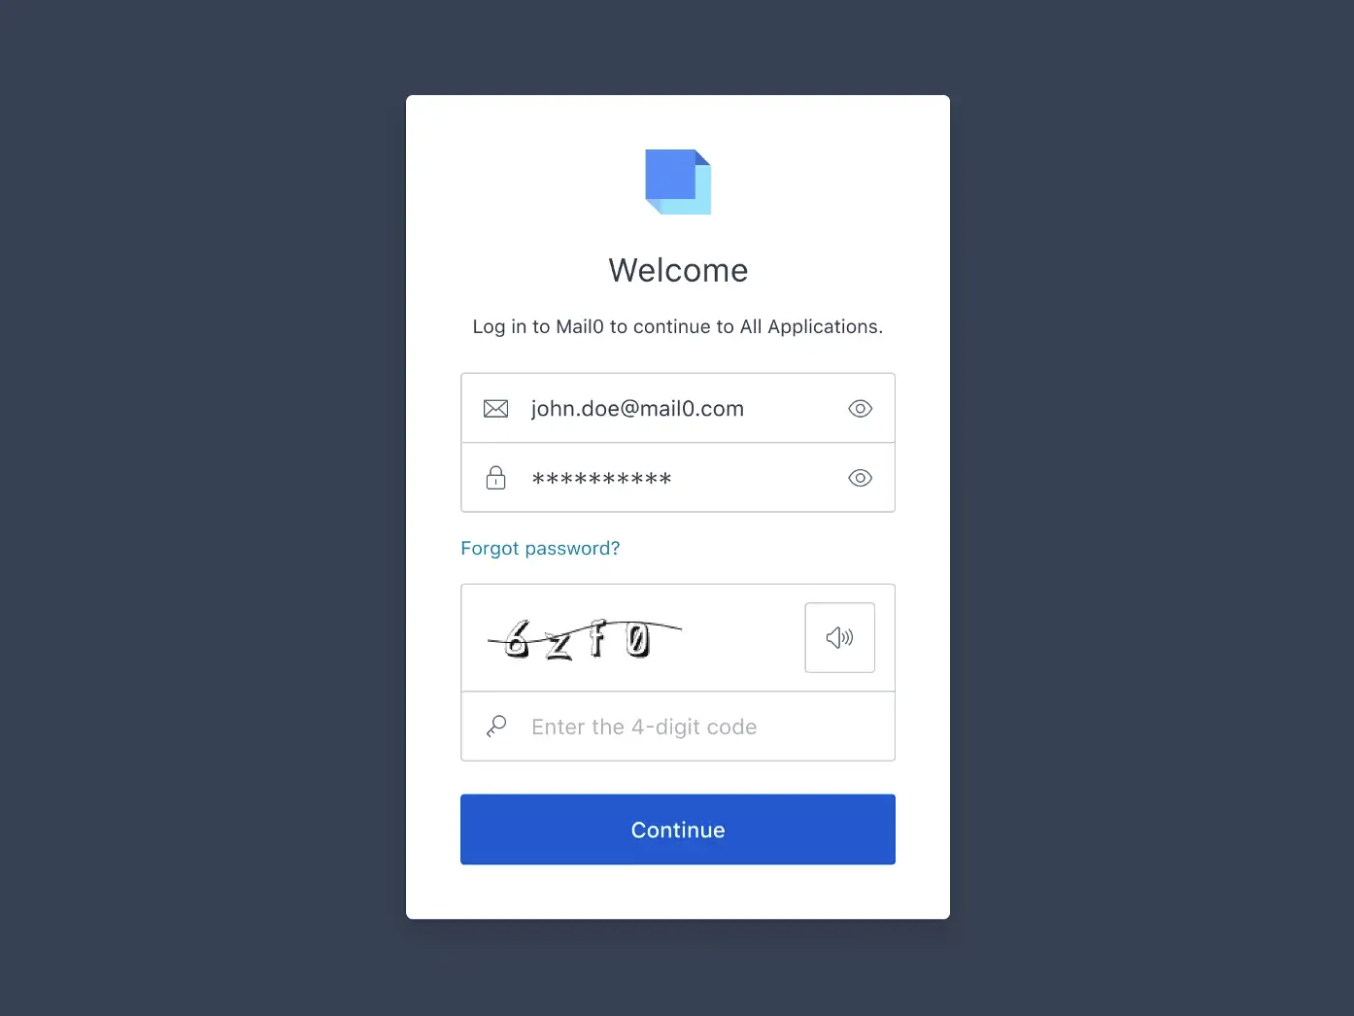 Welcome
Log in to Mail0 to continue to All Applications.
john.doe@mail0.com
**********
Forgot password?
6zf0
Enter the 4-digit code
Continue